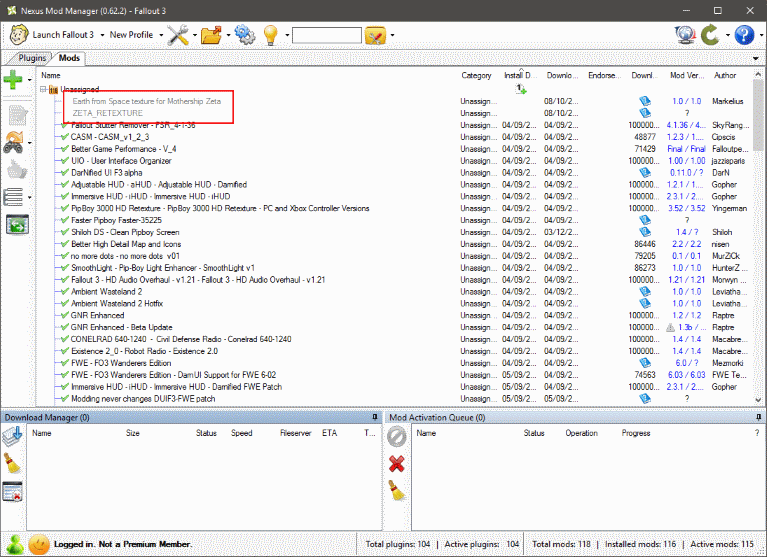 Nexus Mod Manager (0.62.2) - Fallout 3
Launch Fallout 3 New Profile
Plugins Mods
Name Category Install D... Downlo... Endorse... Downl... Mod Ver... Author
Unassigned 1
Earth from Space texture for Mothership Zeta Unassign... 08/10/2... 1.0 / 1.0 Markelius
ZETA_RETEXTURE Unassign... 08/10/2... ?
Fallout Stutter Remover - FSR_4-1-36 Unassign... 04/09/2... 04/09/2... 100000... 4.1.36 / 4... SkyRang...
CASM - CASM_v1_2_3 Unassign... 04/09/2... 04/09/2... 48877 1.2.3 / 1.... Cipscis
Better Game Performance - V_4 Unassign... 04/09/2... 04/09/2... 71429 Final / Final Falloutpe...
UIO - User Interface Organizer Unassign... 04/09/2... 04/09/2... 100000... 1.00 / 1.00 jazzisparis
DarNified UI F3 alpha Unassign... 04/09/2... 04/09/2... 0.11.0 / ? DarN
Adjustable HUD - aHUD - Adjustable HUD - Damified Unassign... 04/09/2... 04/09/2... 100000... 1.2.1 / 1.... Gopher
Immersive HUD - iHUD - Immersive HUD - iHUD Unassign... 04/09/2... 04/09/2... 100000... 2.3.1 / 2.... Gopher
PipBoy 3000 HD Retexture - PipBoy 3000 HD Retexture - PC and Xbox Controller Versions Unassign... 04/09/2... 04/09/2... 100000... 3.52 / 3.52 Yingerman
Faster Pipboy Faster-35225 Unassign... 04/09/2... 04/09/2... ?
Shiloh DS - Clean Pipboy Screen Unassign... 04/09/2... 03/12/2... 1.4 / ? Shiloh
Better High Detail Map and Icons Unassign... 04/09/2... 04/09/2... 86446 2.2 / 2.2 nisen
no more dots - no more dots v01 Unassign... 04/09/2... 04/09/2... 79205 0.1 / 0.1 MurZCk
SmoothLight - Pip-Boy Light Enhancer - SmoothLight v1 Unassign... 04/09/2... 04/09/2... 86273 1.0 / 1.0 HunterZ ...
Fallout 3 - HD Audio Overhaul - v1.21 - Fallout 3 - HD Audio Overhaul - v1.21 Unassign... 04/09/2... 04/09/2... 100000... 1.21 / 1.21 Morwyn ...
Ambient Wasteland 2 Unassign... 04/09/2... 04/09/2... 1.0 / 1.0 Leviatha...
Ambient Wasteland 2 Hotfix Unassign... 04/09/2... 04/09/2... 1.0 / 1.0 Leviatha...
GNR Enhanced Unassign... 04/09/2... 04/09/2... 100000... 1.2 / 1.2 Raptre
GNR Enhanced - Beta Update Unassign... 04/09/2... 04/09/2... 100000... 1.3b / ... Raptre
CONELRAD 640-1240 - Civil Defense Radio - Conelrad 640-1240 Unassign... 04/09/2... 04/09/2... 100000... 1.4 / 1.4 Macabre...
Existence 2_0 - Robot Radio - Existence 2.0 Unassign... 04/09/2... 04/09/2... 100000... 1.4 / 1.4 Macabre...
FWE - FO3 Wanderers Edition Unassign... 04/09/2... 04/09/2... 6.0 / ? Mezmorki
FWE - FO3 Wanderers Edition - DamUI Support for FWE 6-02 Unassign... 05/09/2... 04/09/2... 74563 6.03 / 6.03 FWE Te...
Immersive HUD - iHUD - Immersive HUD - Damified FWE Patch Unassign... 05/09/2... 04/09/2... 100000... 2.3.1 / 2.... Gopher
Modding never changes DUIF3-FWE patch Unassign... 05/09/2... 04/09/2... ?
Download Manager (0) Mod Activation Queue (0)
Name Size Status Speed Fileserver ETA T... Name Status Operation Progress ?
Logged in. Not a Premium Member. Total plugins: 104 | Active plugins: 104 Total mods: 118 | Installed mods: 116 | Active mods: 115